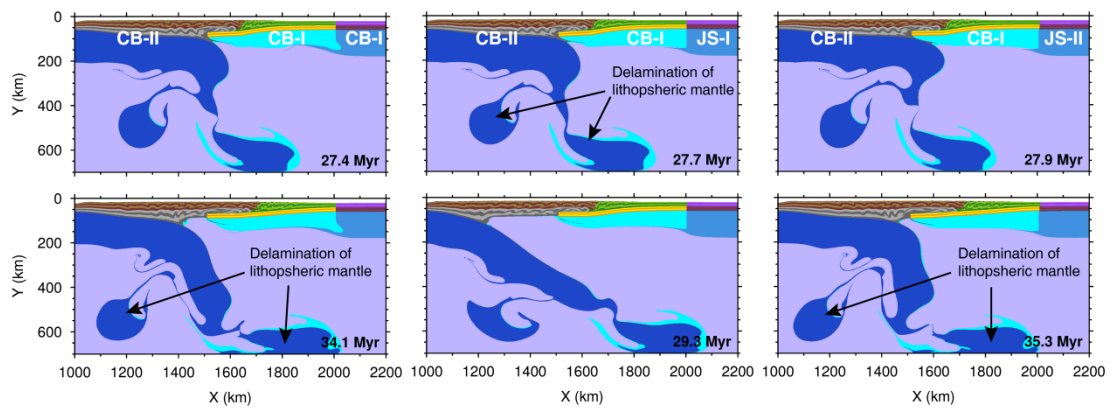 0
200
400
600
Y (km)
CB-II
CB-I
CB-I
27.4 Myr
CB-II
CB-I
JS-I
Delamination of
lithopsheric mantle
27.7 Myr
CB-II
CB-I
JS-II
27.9 Myr
0
200
400
600
Y (km)
Delamination of
lithopsheric mantle
34.1 Myr
29.3 Myr
Delamination of
lithopsheric mantle
35.3 Myr
1000 1200 1400 1600 1800 2000 2200
1000 1200 1400 1600 1800 2000 2200
1000 1200 1400 1600 1800 2000 2200
X (km)
X (km)
X (km)